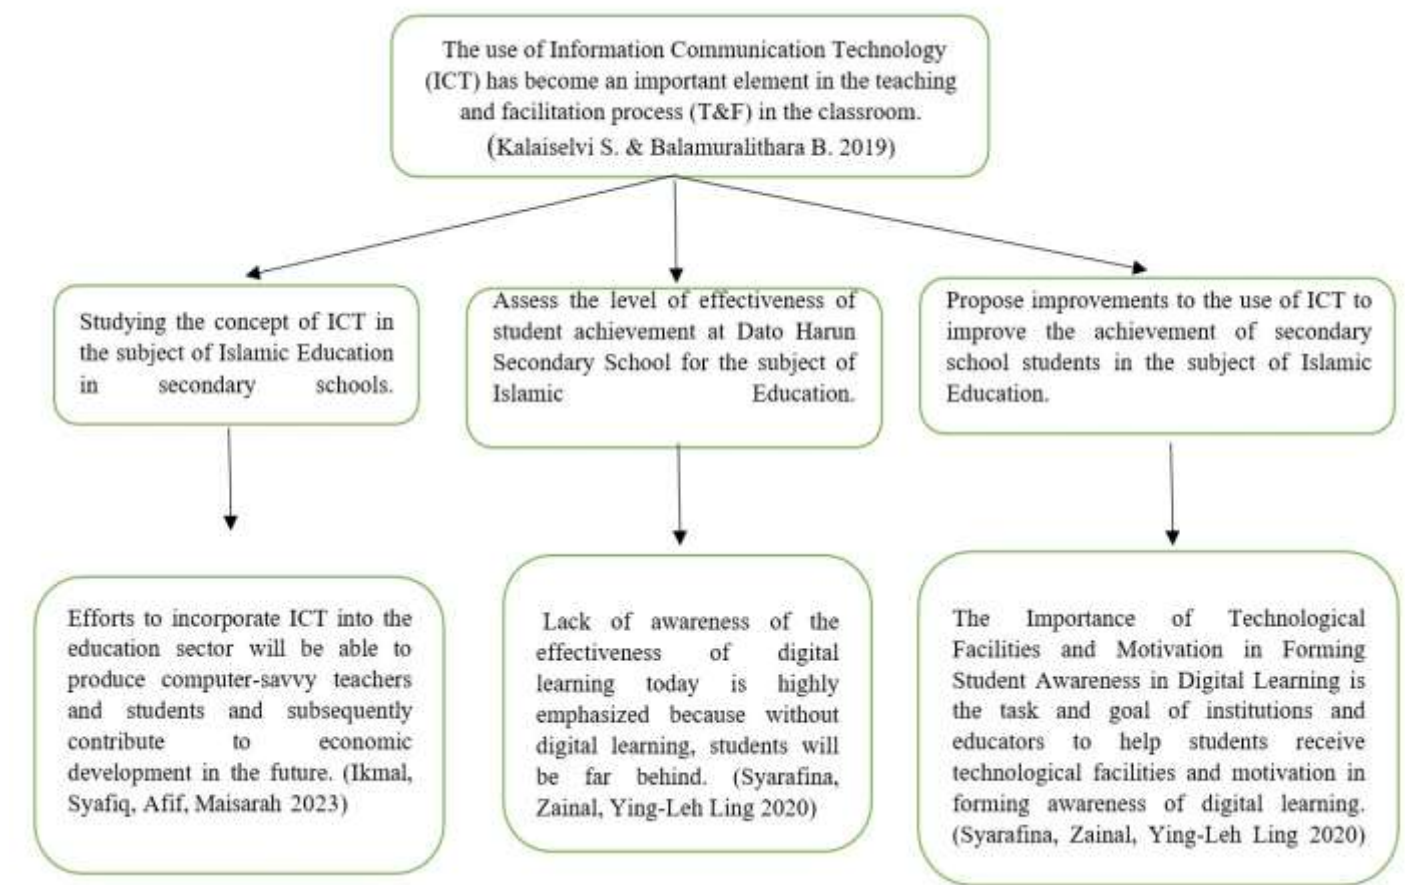 The use of Information Communication Technology
(ICT) has become an important element in the teaching
and facilitation process (T&F) in the classroom.
(Kalaiselvi S. & Balamuralithara B. 2019)
Studying the concept of ICT in
the subject of Islamic Education
in secondary schools.
Assess the level of effectiveness of
student achievement at Dato Harun
Secondary School for the subject of
Islamic Education.
Propose improvements to the use of ICT to
improve the achievement of secondary
school students in the subject of Islamic
Education.
Efforts to incorporate ICT into the
education sector will be able to
produce computer-savvy teachers
and students and subsequently
contribute to economic
development in the future. (Ikmal,
Syafiq, Afif, Maisarah 2023)
Lack of awareness of the
effectiveness of digital
learning today is highly
emphasized because without
digital learning, students will
be far behind. (Syarafina,
Zainal, Ying-Leh Ling 2020)
The Importance of Technological
Facilities and Motivation in Forming
Student Awareness in Digital Learning is
the task and goal of institutions and
educators to help students receive
technological facilities and motivation in
forming awareness of digital learning.
(Syarafina, Zainal, Ying-Leh Ling 2020)